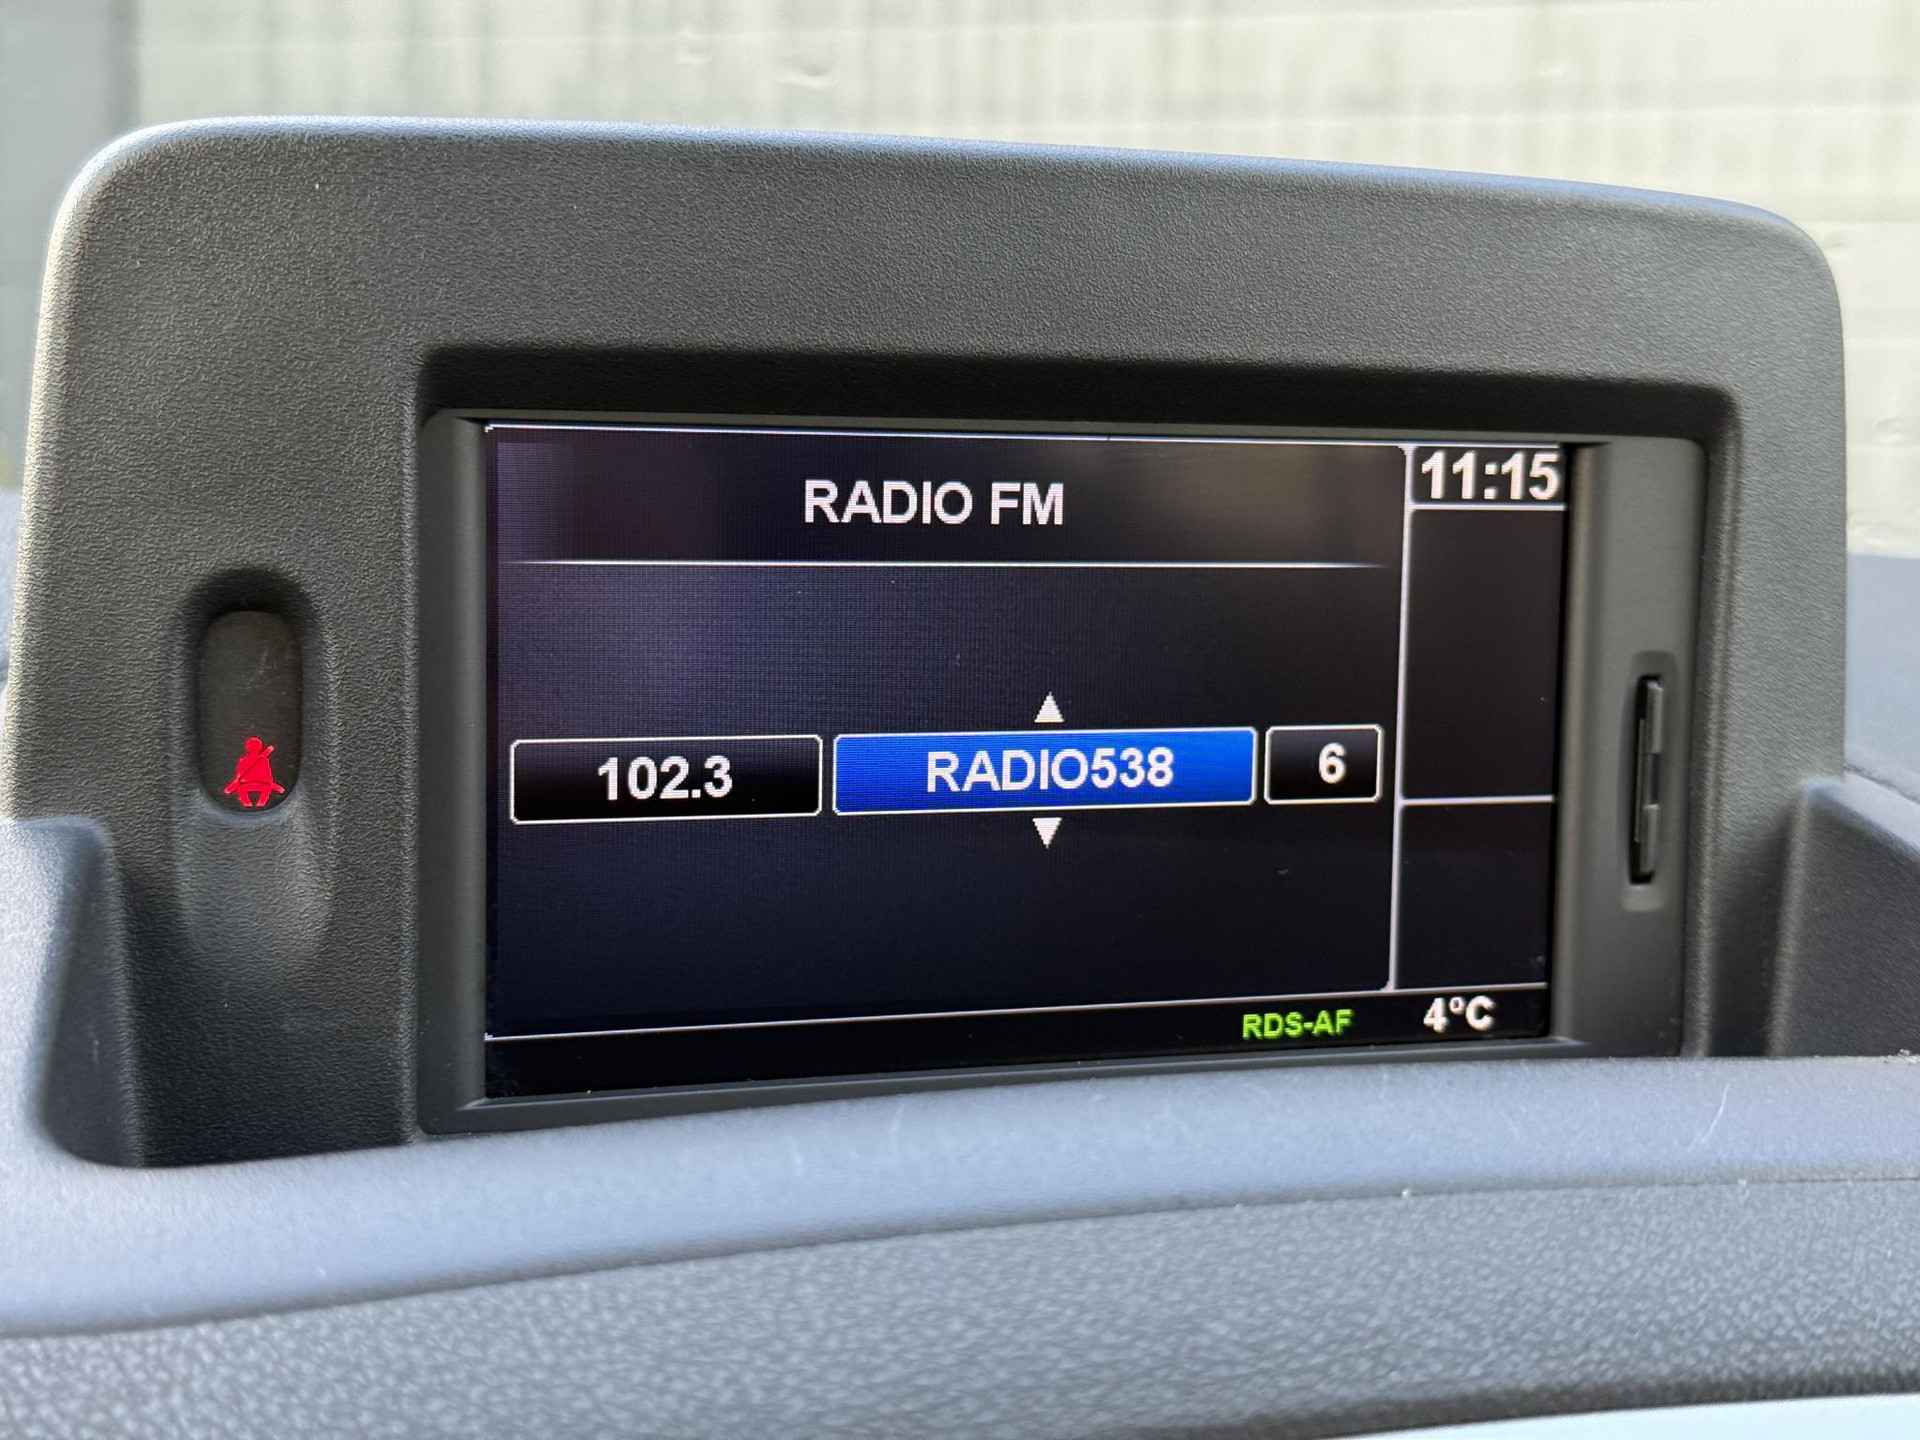 RADIO FM
11:15
102.3
RADIO538
6
RDS-AF
4°C